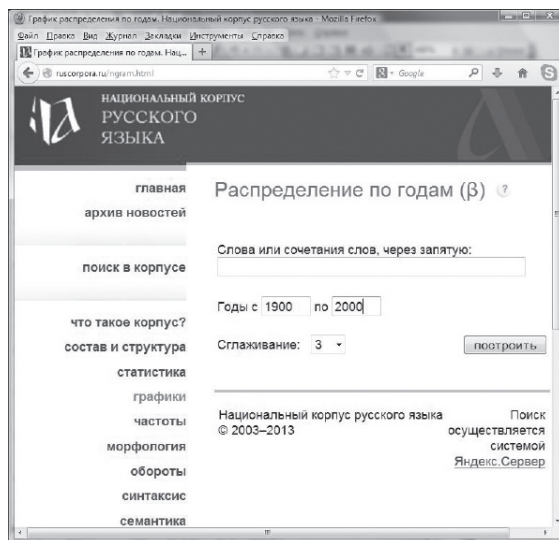 График распределения по годам. Национальный корпус русского языка - Mozilla Firefox
Файл Правка Вид Журнал Закладки Инструменты Справка
График распределения по годам. Нац...
ruscorpora.ru/ngram.html
Google
НАЦИОНАЛЬНЫЙ КОРПУС
РУССКОГО
ЯЗЫКА
главная
архив новостей
поиск в корпусе
что такое корпус?
состав и структура
статистика
графики
частоты
морфология
обороты
синтаксис
семантика
Распределение по годам (β) ?
Слова или сочетания слов, через запятую:
Годы с 1900 по 2000
Сглаживание: 3
построить
Национальный корпус русского языка
© 2003–2013
Поиск
осуществляется
системой
Яндекс.Сервер